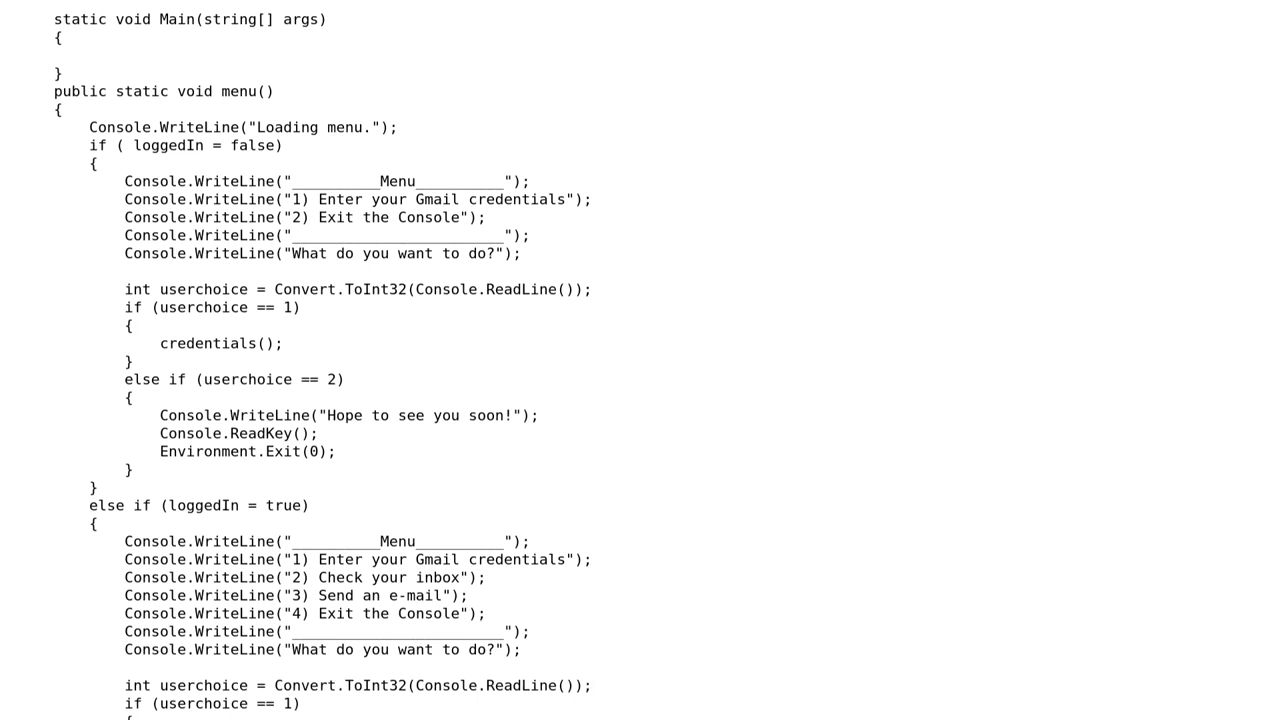 static void Main(string[] args)
{
}
public static void menu()
{
Console.WriteLine("Loading menu.");
if ( loggedIn = false)
{
Console.WriteLine("__________Menu__________");
Console.WriteLine("1) Enter your Gmail credentials");
Console.WriteLine("2) Exit the Console");
Console.WriteLine("________________________");
Console.WriteLine("What do you want to do?");
int userchoice = Convert.ToInt32(Console.ReadLine());
if (userchoice == 1)
{
credentials();
}
else if (userchoice == 2)
{
Console.WriteLine("Hope to see you soon!");
Console.ReadKey();
Environment.Exit(0);
}
}
else if (loggedIn = true)
{
Console.WriteLine("__________Menu__________");
Console.WriteLine("1) Enter your Gmail credentials");
Console.WriteLine("2) Check your inbox");
Console.WriteLine("3) Send an e-mail");
Console.WriteLine("4) Exit the Console");
Console.WriteLine("________________________");
Console.WriteLine("What do you want to do?");
int userchoice = Convert.ToInt32(Console.ReadLine());
if (userchoice == 1)
{